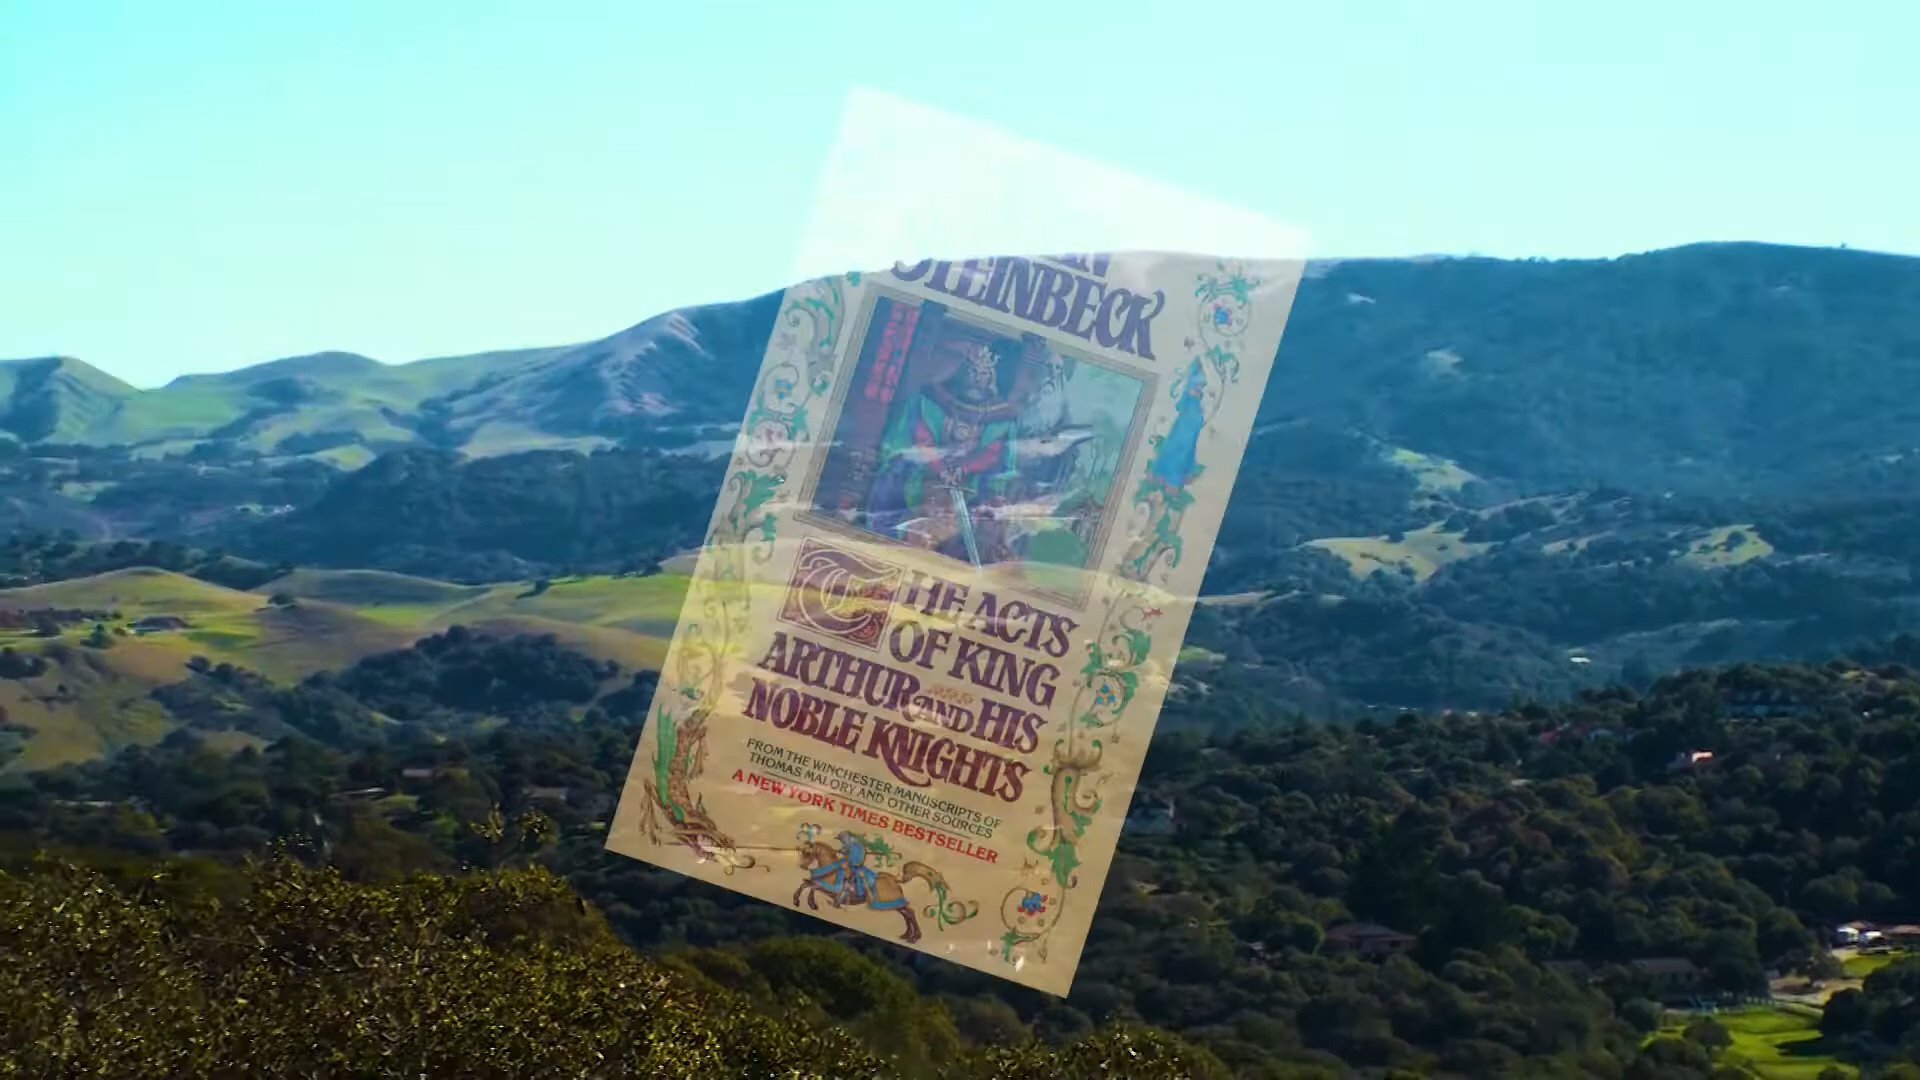 STEINBECK
THE ACTS
OF KING
ARTHUR AND HIS
NOBLE KNIGHTS
FROM THE WINCHESTER MANUSCRIPTS OF
THOMAS MALORY AND OTHER SOURCES
A NEW YORK TIMES BESTSELLER